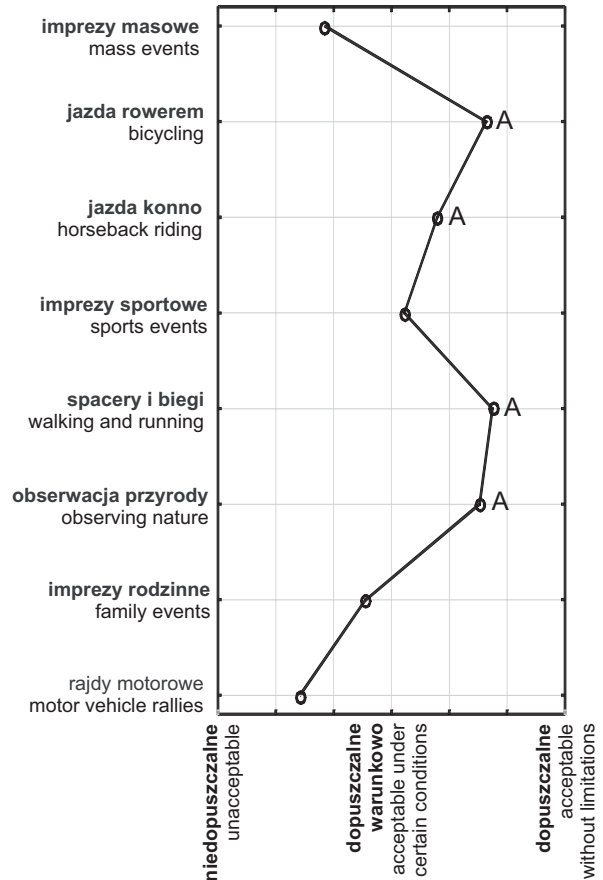 imprezy masowe
mass events
jazda rowerem
bicycling
A
jazda konno
horseback riding
A
imprezy sportowe
sports events
spacery i biegi
walking and running
A
obserwacja przyrody
observing nature
A
imprezy rodzinne
family events
rajdy motorowe
motor vehicle rallies
niedopuszczalne
unacceptable
dopuszczalne
warunkowo
acceptable under
certain conditions
dopuszczalne
acceptable
without limitations